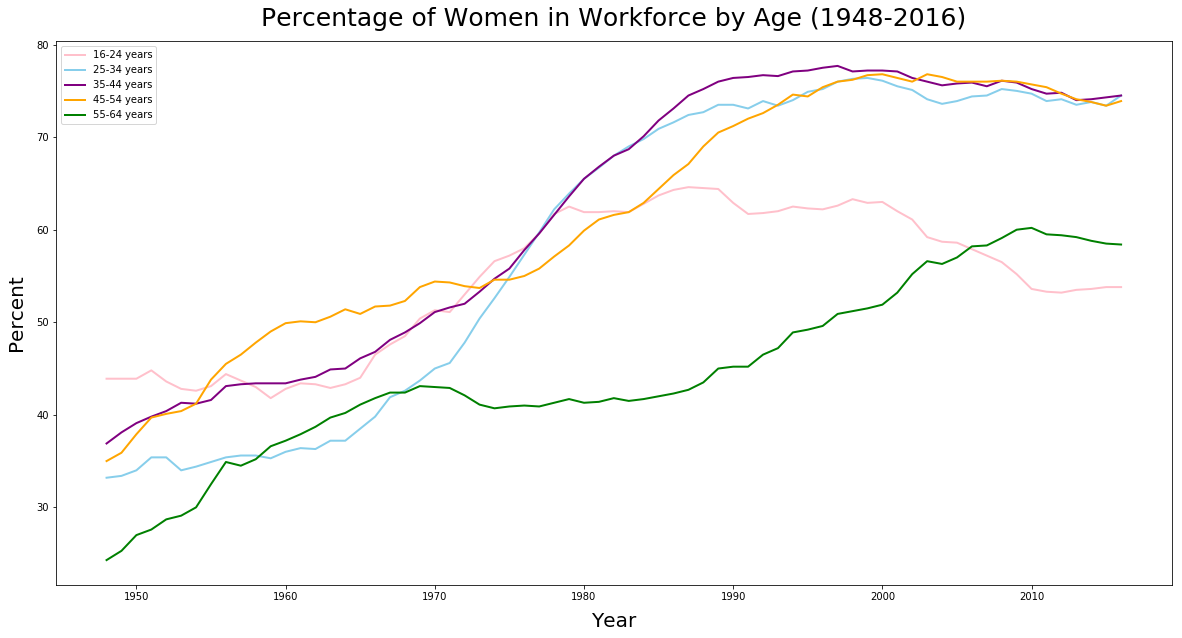 Percentage of Women in Workforce by Age (1948-2016)
80
70
60
50
40
30
Percent
16-24 years
25-34 years
35-44 years
45-54 years
55-64 years
1950 1960 1970 1980 1990 2000 2010
Year